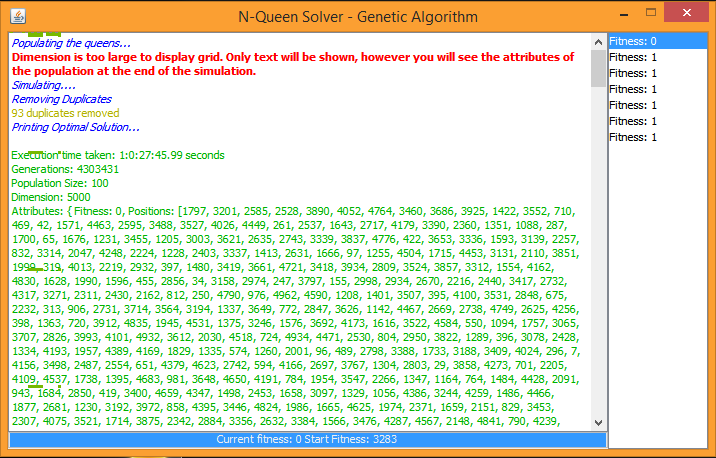 N-Queen Solver - Genetic Algorithm
Populating the queens...
Dimension is too large to display grid. Only text will be shown, however you will see the attributes of
the population at the end of the simulation.
Simulating....
Removing Duplicates
93 duplicates removed
Printing Optimal Solution...
Execution time taken: 1:0:27:45.99 seconds
Generations: 4303431
Population Size: 100
Dimension: 5000
Attributes: { Fitness: 0, Positions: [1797, 3201, 2585, 2528, 3890, 4052, 4764, 3460, 3686, 3925, 1422, 3552, 710,
469, 42, 1571, 4463, 2595, 3488, 3527, 4026, 4449, 261, 2537, 1643, 2717, 4179, 3390, 2360, 1351, 1088, 287,
1700, 65, 1676, 1231, 3455, 1205, 3003, 3621, 2635, 2743, 3339, 3837, 4776, 422, 3653, 3336, 1593, 3139, 2257,
832, 3314, 2047, 4248, 2224, 1228, 2403, 3337, 1413, 2631, 1666, 97, 1255, 4504, 1715, 4453, 3131, 2110, 3851,
1999, 319, 4013, 2219, 2932, 397, 1480, 3419, 3661, 4721, 3418, 3934, 2809, 3524, 3857, 3312, 1554, 4162,
4830, 1628, 1990, 1596, 455, 2856, 34, 3158, 2974, 247, 3797, 155, 2998, 2934, 2670, 2216, 2440, 3417, 2732,
4317, 3271, 2311, 2430, 2162, 812, 250, 4790, 976, 4962, 4590, 1208, 1401, 3507, 395, 4100, 3531, 2848, 675,
2232, 313, 906, 2731, 3714, 3564, 3194, 1337, 3649, 772, 2847, 3626, 1142, 4467, 2669, 2738, 4749, 2625, 4256,
398, 1363, 720, 3912, 4835, 1945, 4531, 1375, 3246, 1576, 3692, 4173, 1616, 3522, 4584, 550, 1094, 1757, 3065,
3707, 2826, 3993, 4101, 4932, 3612, 2030, 4518, 724, 4934, 4471, 2530, 804, 2950, 3822, 1289, 396, 3078, 2428,
1334, 4193, 1957, 4389, 4169, 1829, 1335, 574, 1260, 2001, 96, 489, 2798, 3388, 1733, 3188, 3409, 4024, 296, 7,
4156, 3498, 2487, 2554, 651, 4379, 4623, 2742, 594, 4166, 2697, 3767, 1304, 2803, 29, 3858, 4273, 701, 2205,
4109, 4537, 1738, 1395, 4683, 981, 3648, 4650, 4191, 784, 1954, 3547, 2266, 1347, 1164, 764, 1484, 4428, 2091,
943, 1684, 2850, 419, 3400, 4659, 4347, 1498, 2453, 1658, 3097, 1329, 1056, 4386, 3244, 4259, 1486, 4466,
1877, 2681, 1230, 3192, 3972, 858, 4395, 3446, 4824, 1986, 1665, 4625, 1974, 2371, 1659, 2151, 829, 3453,
2307, 4075, 3521, 1714, 3875, 2342, 2884, 3356, 2632, 3384, 1566, 3476, 4287, 4567, 2148, 4841, 790, 4239,
Current fitness: 0 Start Fitness: 3283
Fitness: 0
Fitness: 1
Fitness: 1
Fitness: 1
Fitness: 1
Fitness: 1
Fitness: 1